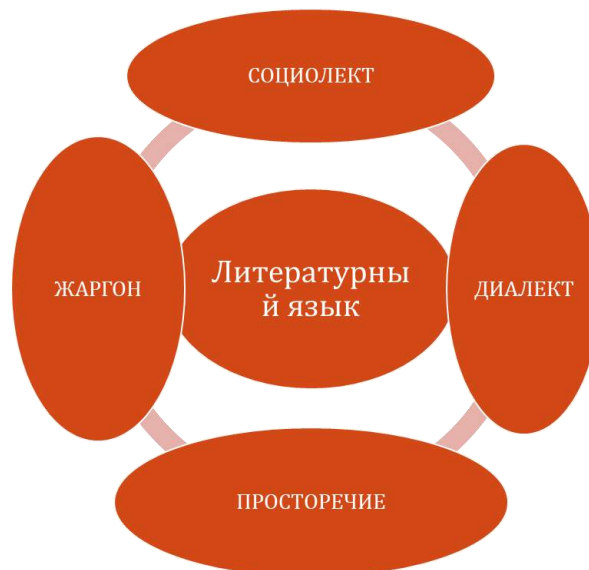 СОЦИОЛЕКТ
ЖАРГОН
Литературны
й язык
ДИАЛЕКТ
ПРОСТОРЕЧИЕ